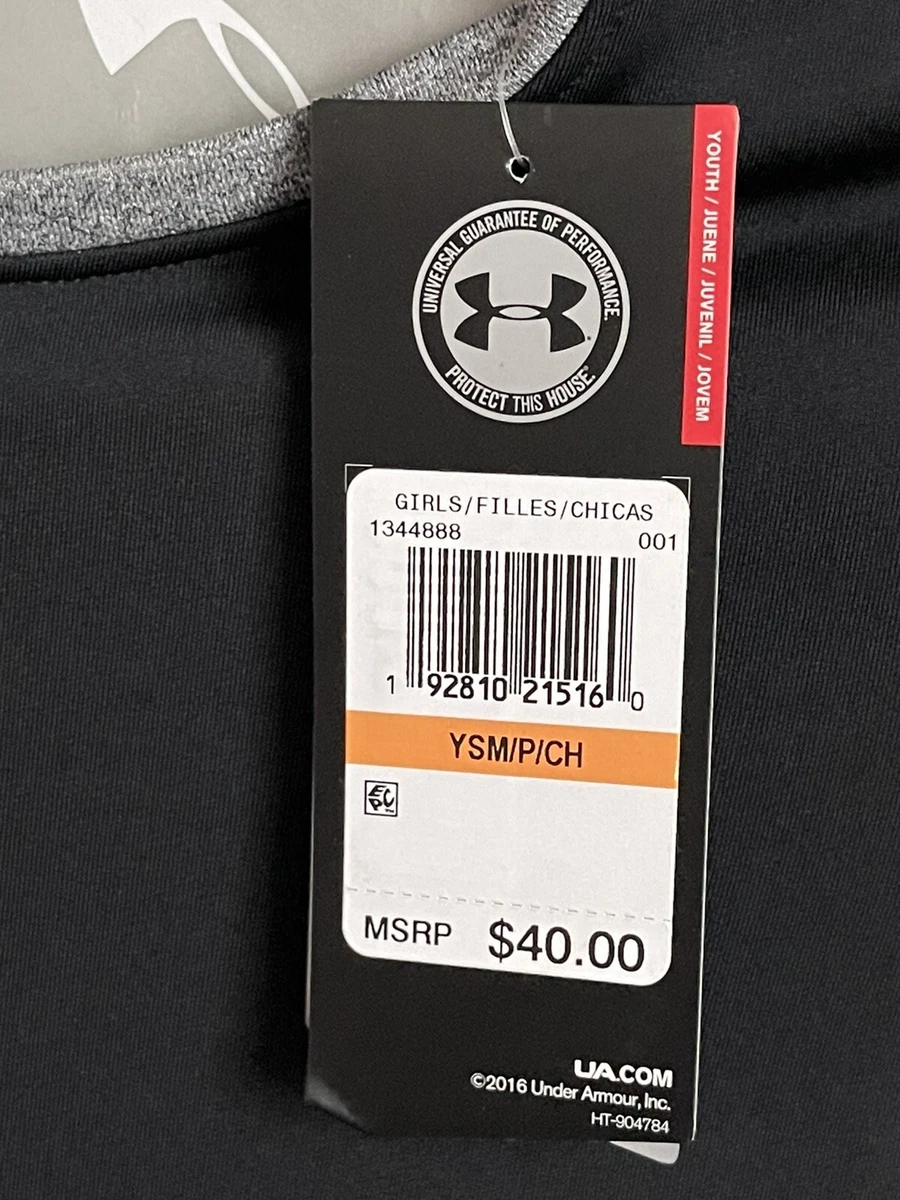 YOUTH / JUENE / JUVENIL / JOVEM
UNIVERSAL GUARANTEE OF PERFORMANCE.
PROTECT THIS HOUSE.®
GIRLS/FILLES/CHICAS
1344888 001
1 92810 21516 0
YSM/P/CH
EPC™
MSRP $40.00
UA.COM
©2016 Under Armour, Inc.
HT-904784